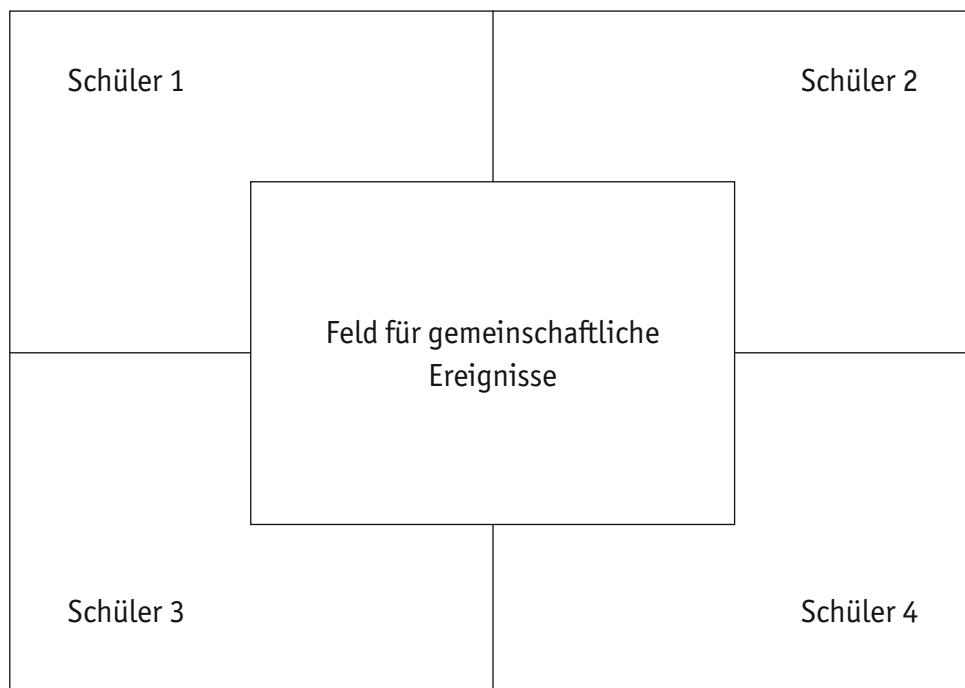 Schüler 1
Schüler 2
Feld für gemeinschaftliche
Ereignisse
Schüler 3
Schüler 4